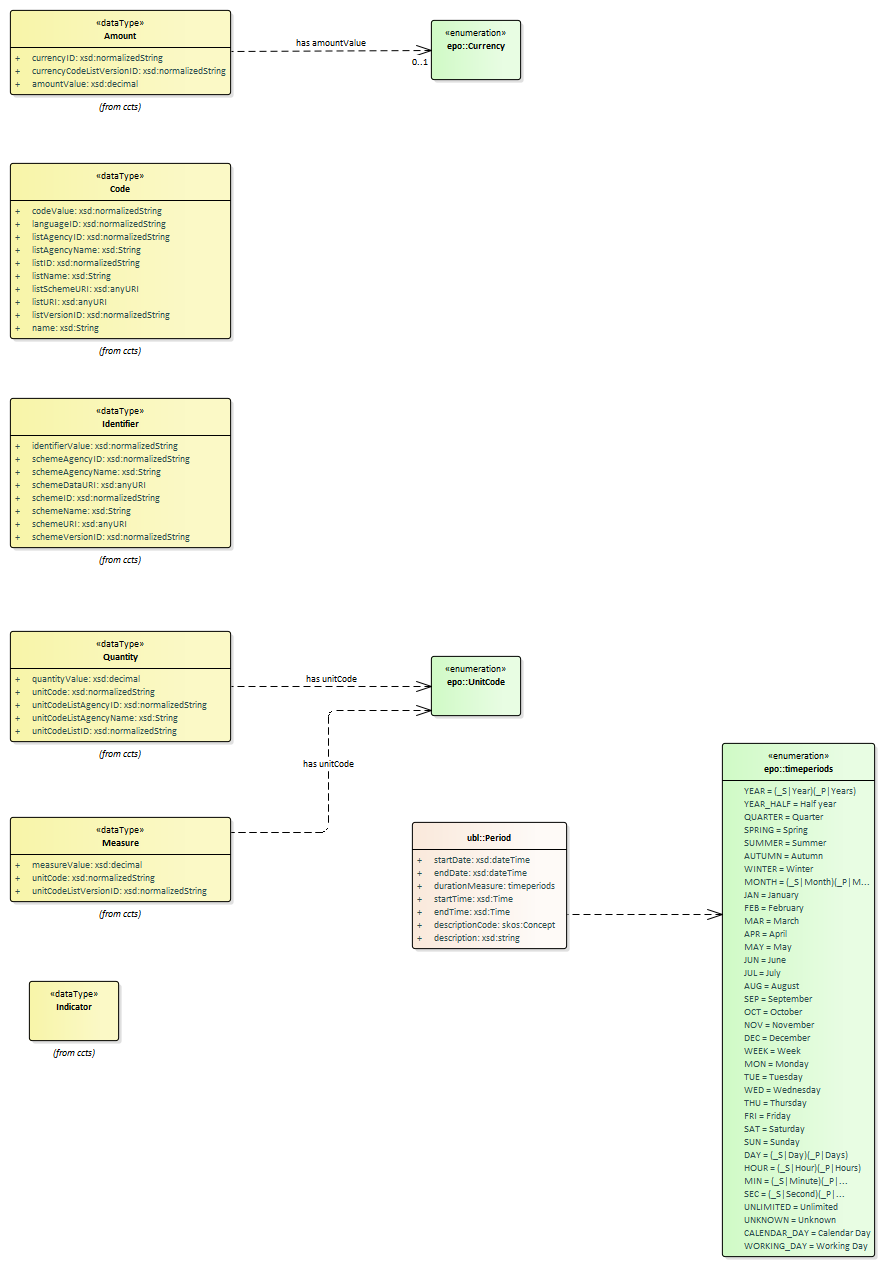 «dataType»
Amount
+ currencyID: xsd:normalizedString
+ currencyCodeListVersionID: xsd:normalizedString
+ amountValue: xsd:decimal
(from ccts)
has amountValue
0..1
«enumeration»
epo::Currency
«dataType»
Code
+ codeValue: xsd:normalizedString
+ languageID: xsd:normalizedString
+ listAgencyID: xsd:normalizedString
+ listAgencyName: xsd:String
+ listID: xsd:normalizedString
+ listName: xsd:String
+ listSchemeURI: xsd:anyURI
+ listURI: xsd:anyURI
+ listVersionID: xsd:normalizedString
+ name: xsd:String
(from ccts)
«dataType»
Identifier
+ identifierValue: xsd:normalizedString
+ schemeAgencyID: xsd:normalizedString
+ schemeAgencyName: xsd:String
+ schemeDataURI: xsd:anyURI
+ schemeID: xsd:normalizedString
+ schemeName: xsd:String
+ schemeURI: xsd:anyURI
+ schemeVersionID: xsd:normalizedString
(from ccts)
«dataType»
Quantity
+ quantityValue: xsd:decimal
+ unitCode: xsd:normalizedString
+ unitCodeListAgencyID: xsd:normalizedString
+ unitCodeListAgencyName: xsd:String
+ unitCodeListID: xsd:normalizedString
(from ccts)
has unitCode
«enumeration»
epo::UnitCode
has unitCode
«dataType»
Measure
+ measureValue: xsd:decimal
+ unitCode: xsd:normalizedString
+ unitCodeListVersionID: xsd:normalizedString
(from ccts)
ubl::Period
+ startDate: xsd:dateTime
+ endDate: xsd:dateTime
+ durationMeasure: timeperiods
+ startTime: xsd:Time
+ endTime: xsd:Time
+ descriptionCode: skos:Concept
+ description: xsd:string
«dataType»
Indicator
(from ccts)
«enumeration»
epo::timeperiods
YEAR = (_S|Year)(_P|Years)
YEAR_HALF = Half year
QUARTER = Quarter
SPRING = Spring
SUMMER = Summer
AUTUMN = Autumn
WINTER = Winter
MONTH = (_S|Month)(_P|M...
JAN = January
FEB = February
MAR = March
APR = April
MAY = May
JUN = June
JUL = July
AUG = August
SEP = September
OCT = October
NOV = November
DEC = December
WEEK = Week
MON = Monday
TUE = Tuesday
WED = Wednesday
THU = Thursday
FRI = Friday
SAT = Saturday
SUN = Sunday
DAY = (_S|Day)(_P|Days)
HOUR = (_S|Hour)(_P|Hours)
MIN = (_S|Minute)(_P|...
SEC = (_S|Second)(_P|...
UNLIMITED = Unlimited
UNKNOWN = Unknown
CALENDAR_DAY = Calendar Day
WORKING_DAY = Working Day